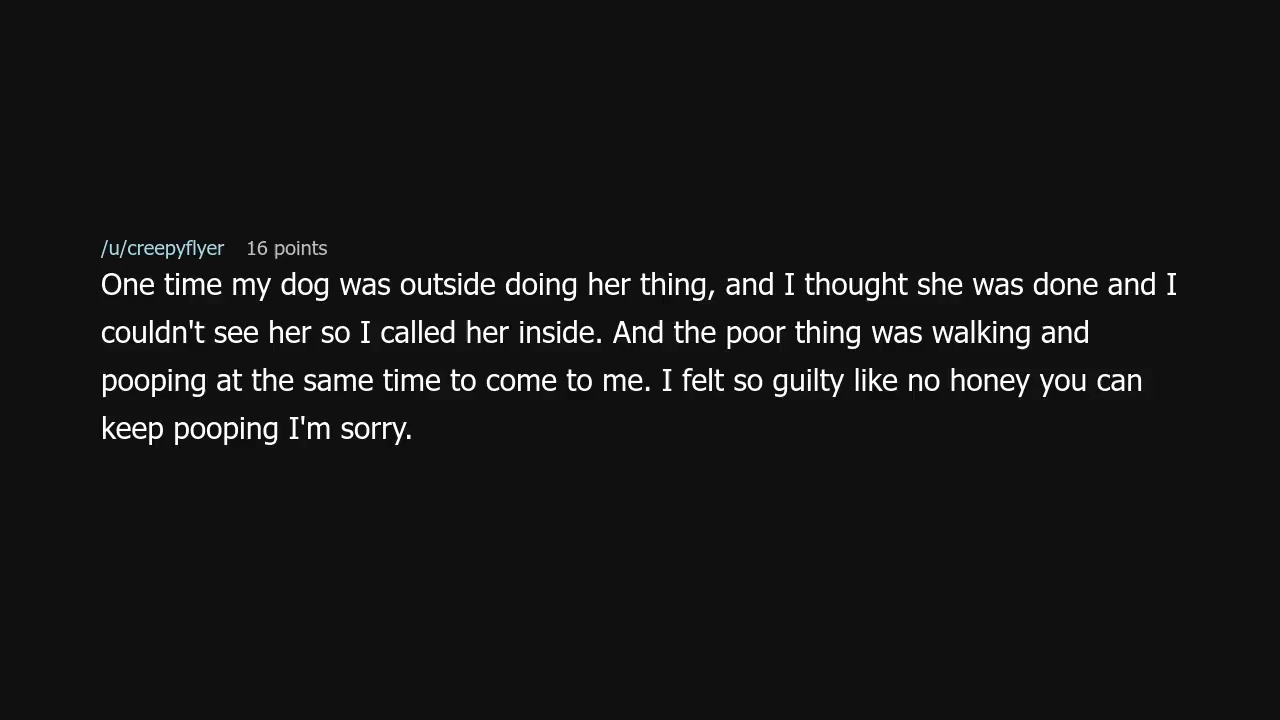 /u/creepyflyer 16 points
One time my dog was outside doing her thing, and I thought she was done and I
couldn't see her so I called her inside. And the poor thing was walking and
pooping at the same time to come to me. I felt so guilty like no honey you can
keep pooping I'm sorry.